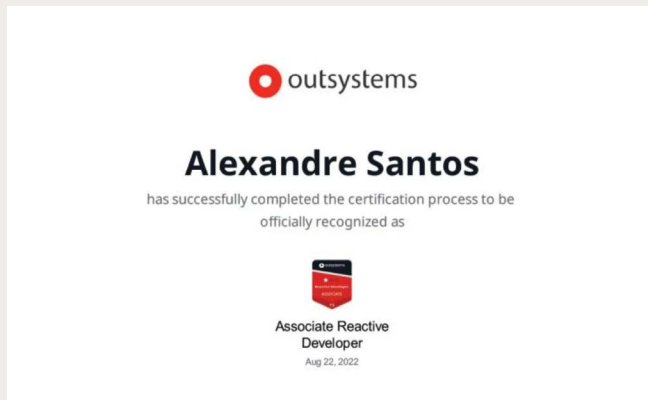 outsystems
Alexandre Santos
has successfully completed the certification process to be
officially recognized as
outsystems
Associate Reactive
Developer
Aug 22, 2022